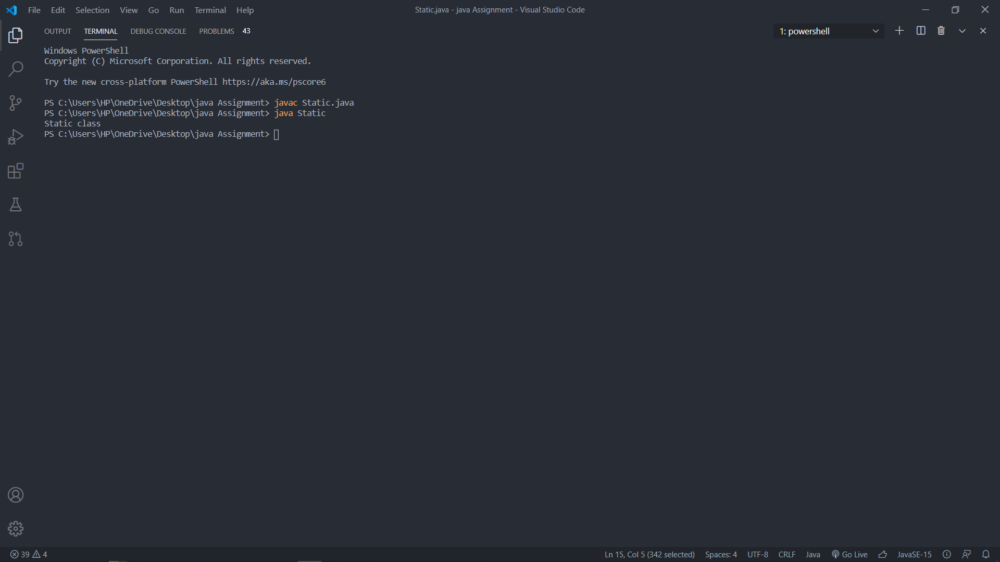 File Edit Selection View Go Run Terminal Help
Static.java - java Assignment - Visual Studio Code
OUTPUT TERMINAL DEBUG CONSOLE PROBLEMS 43
1: powershell
Windows PowerShell
Copyright (C) Microsoft Corporation. All rights reserved.
Try the new cross-platform PowerShell https://aka.ms/pscore6
PS C:\Users\HP\OneDrive\Desktop\java Assignment> javac Static.java
PS C:\Users\HP\OneDrive\Desktop\java Assignment> java Static
Static class
PS C:\Users\HP\OneDrive\Desktop\java Assignment>
39 4
Ln 15, Col 5 (342 selected) Spaces: 4 UTF-8 CRLF Java Go Live JavaSE-15